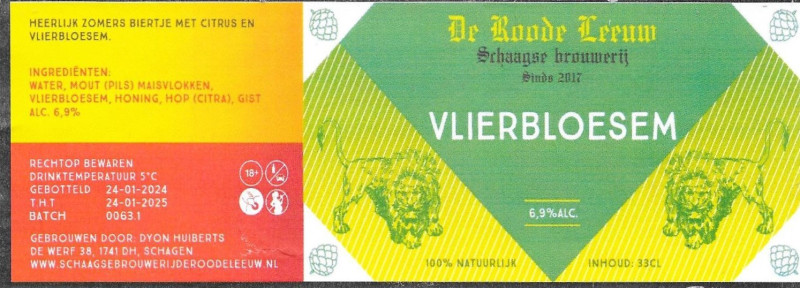 HEERLIJK ZOMERS BIERTJE MET CITRUS EN
VLIERBLOESEM.
INGREDIËNTEN:
WATER, MOUT (PILS) MAISVLOKKEN,
VLIERBLOESEM, HONING, HOP (CITRA), GIST
ALC. 6,9%
RECHTOP BEWAREN
DRINKTEMPERATUUR 5°C
GEBOTTELD 24-01-2024
T.H.T 24-01-2025
BATCH 0063.1
18+
GEBROUWEN DOOR: DYON HUIBERTS
DE WERF 38, 1741 DH, SCHAGEN
WWW.SCHAAGSEBROUWERIJDEROODELEEUW.NL
De Roode Leeuw
Schaagse brouwerij
Sinds 2017
VLIERBLOESEM
6,9%ALC.
100% NATUURLIJK
INHOUD: 33CL